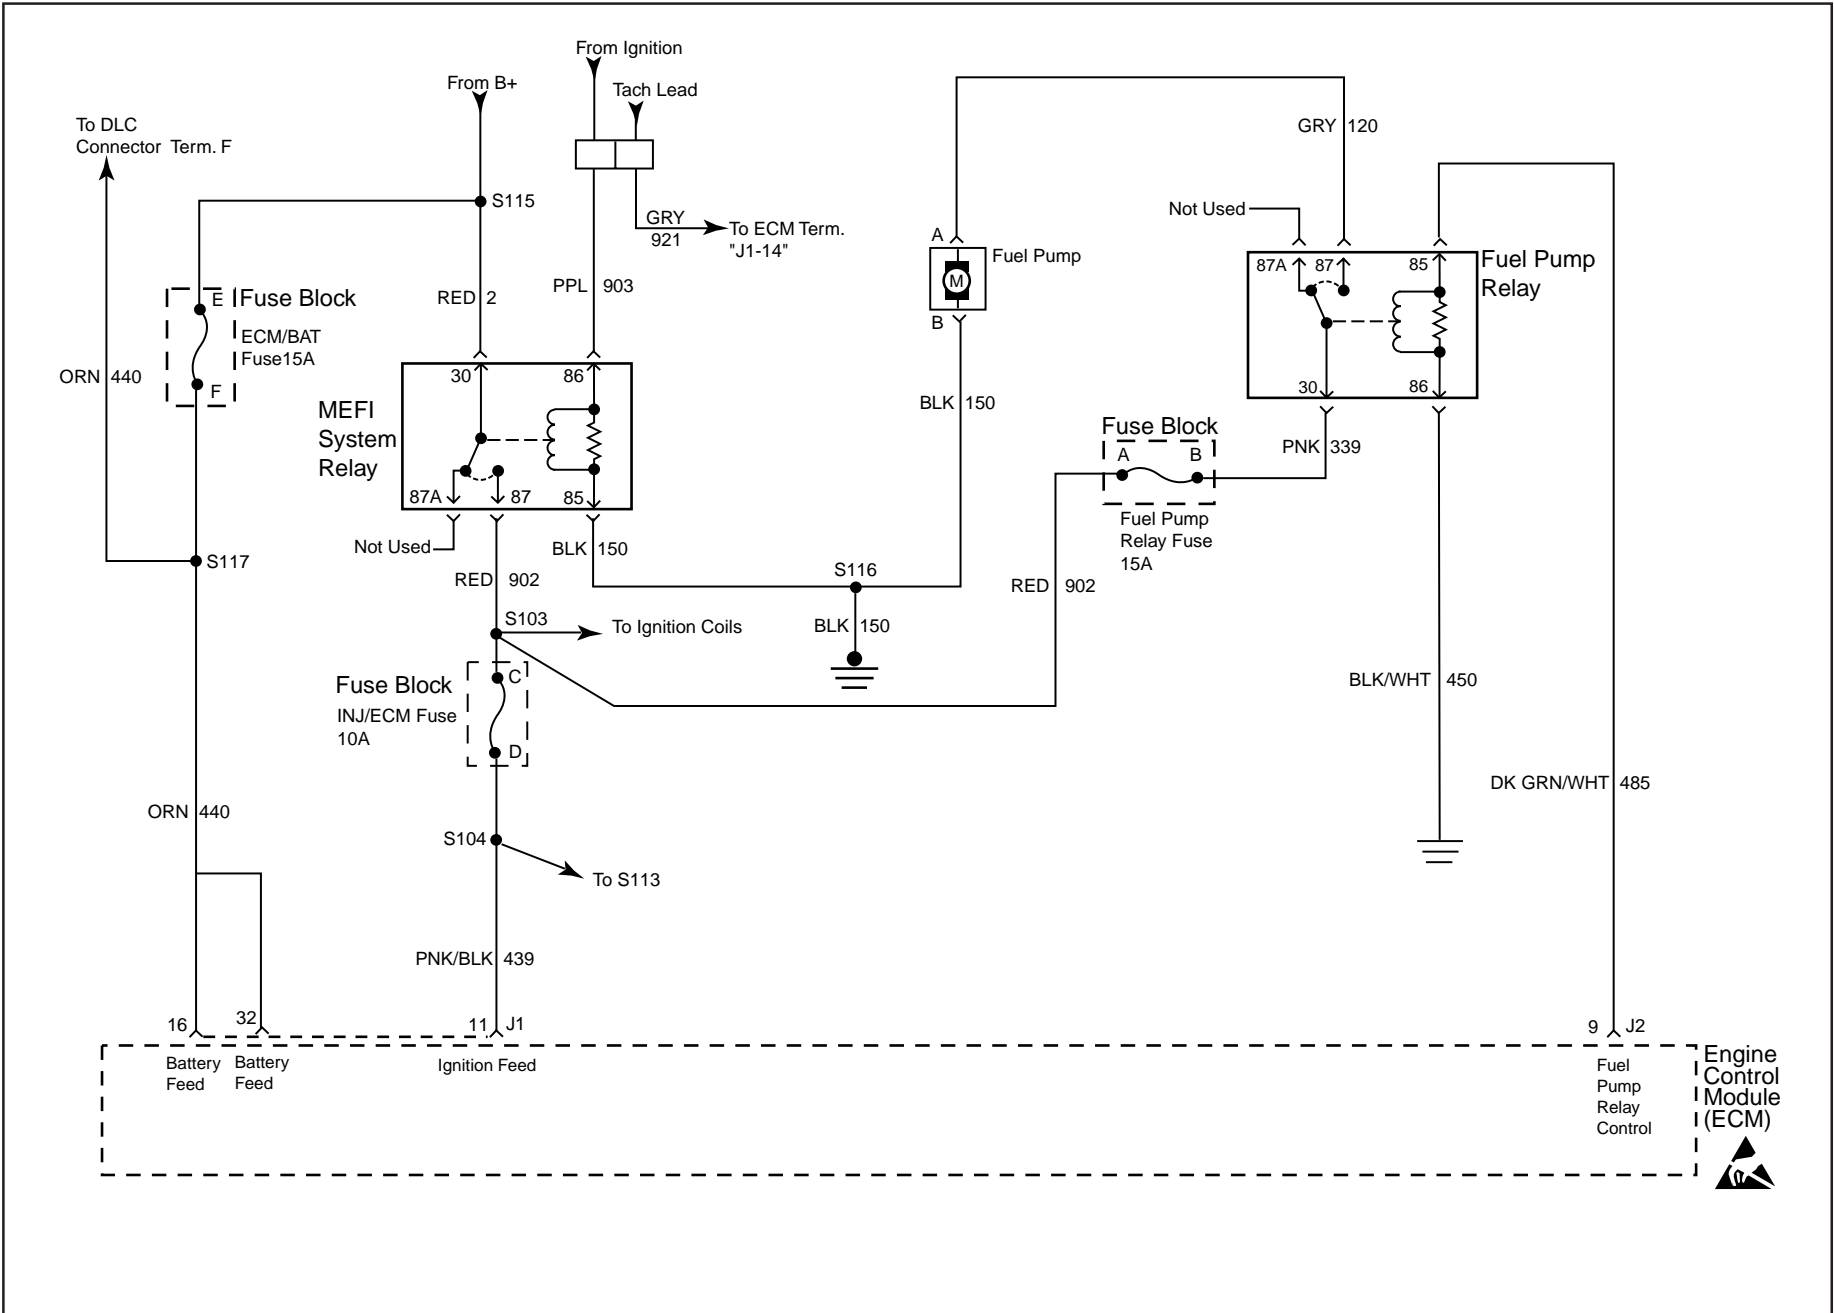 From Ignition
From B+
Tach Lead
To DLC
Connector Term. F
GRY 120
S115
Not Used
GRY
921
To ECM Term.
"J1-14"
A
Fuel Pump
M
B
87A 87 85
Fuel Pump
Relay
30 86
RED 2
PPL 903
E
Fuse Block
ECM/BAT
Fuse15A
F
ORN 440
30 86
MEFI
System
Relay
87A 87 85
BLK 150
Fuse Block
A B
PNK 339
Fuel Pump
Relay Fuse
15A
Not Used
BLK 150
S117
RED 902
S116
RED 902
S103
To Ignition Coils
BLK 150
Fuse Block
INJ/ECM Fuse
10A
C
D
BLK/WHT 450
DK GRN/WHT 485
ORN 440
S104
To S113
PNK/BLK 439
16 32 11 J1
9 J2
Battery
Feed
Battery
Feed
Ignition Feed
Fuel
Pump
Relay
Control
Engine
Control
Module
(ECM)